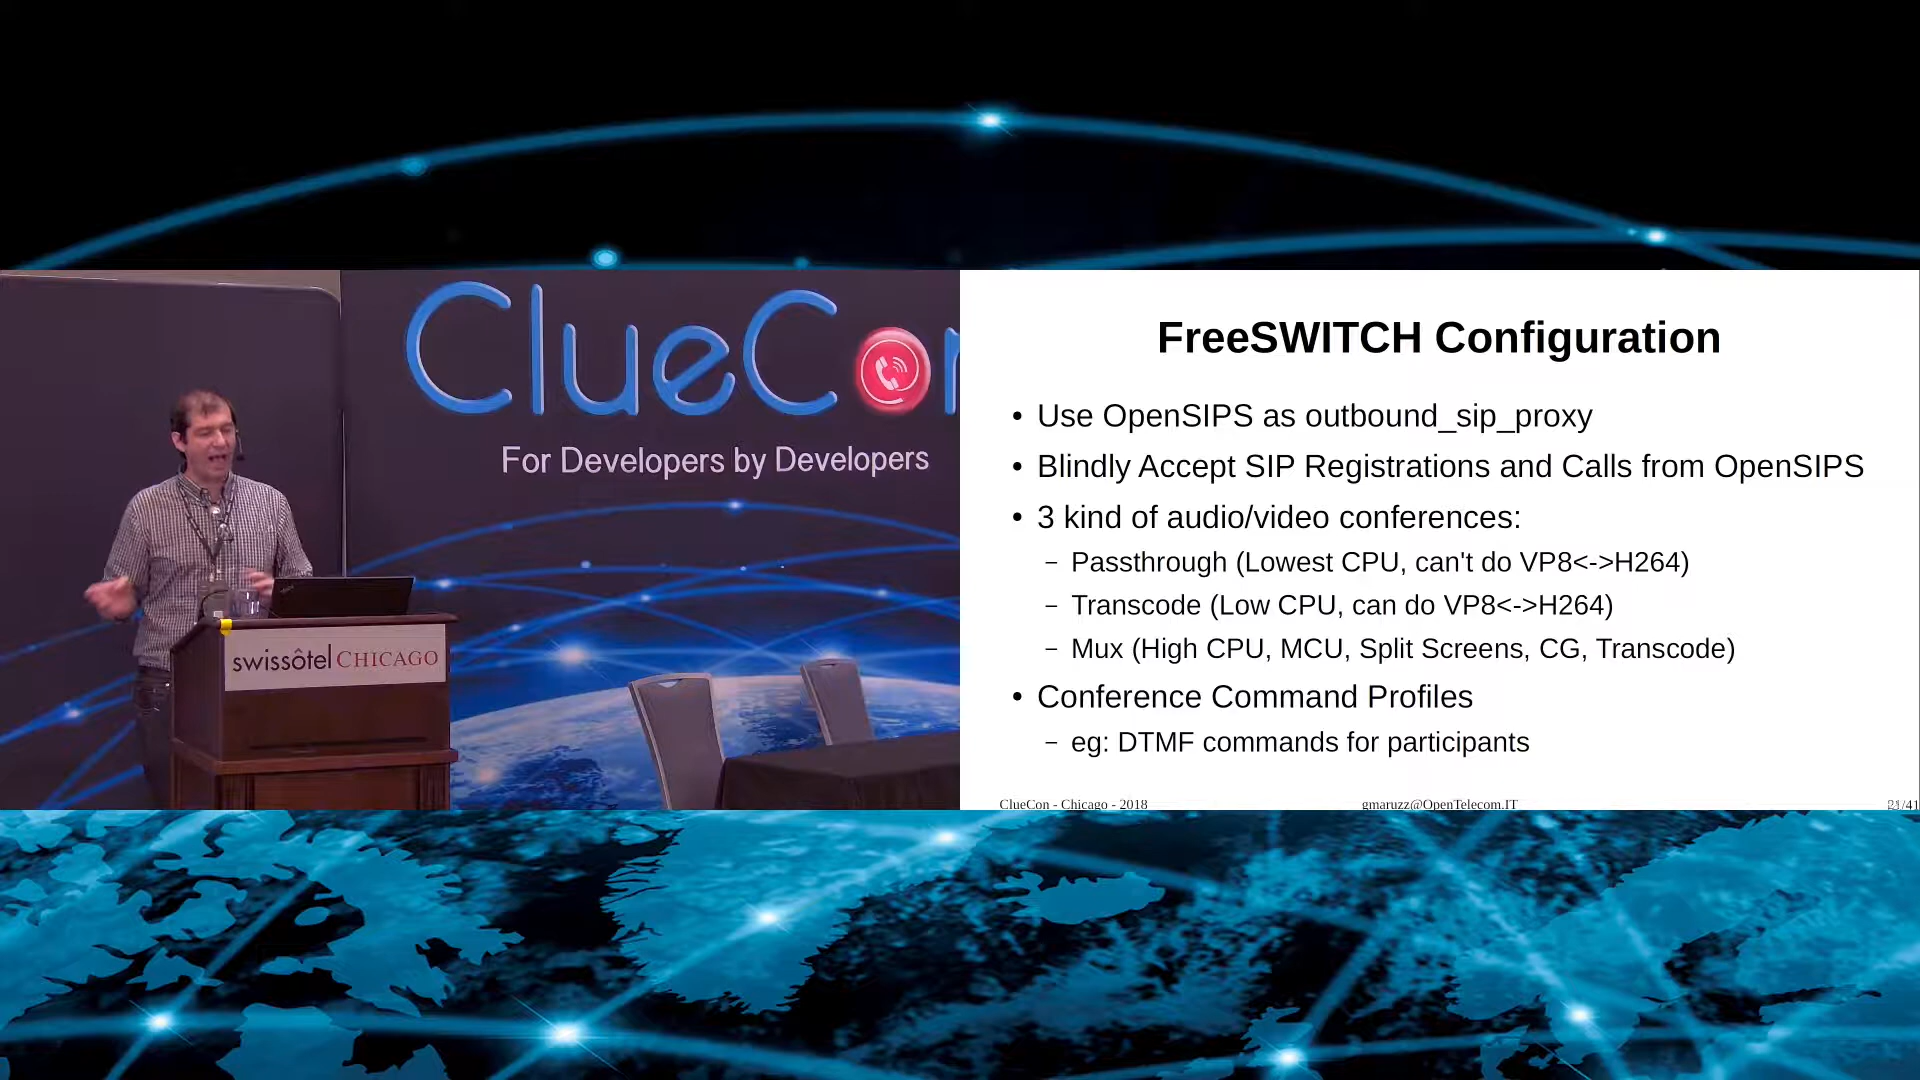 ClueCon
For Developers by Developers
swissôtel CHICAGO
FreeSWITCH Configuration
• Use OpenSIPS as outbound_sip_proxy
• Blindly Accept SIP Registrations and Calls from OpenSIPS
• 3 kind of audio/video conferences:
– Passthrough (Lowest CPU, can't do VP8<->H264)
– Transcode (Low CPU, can do VP8<->H264)
– Mux (High CPU, MCU, Split Screens, CG, Transcode)
• Conference Command Profiles
– eg: DTMF commands for participants
ClueCon - Chicago - 2018 gmaruzz@OpenTelecom.IT 21/41